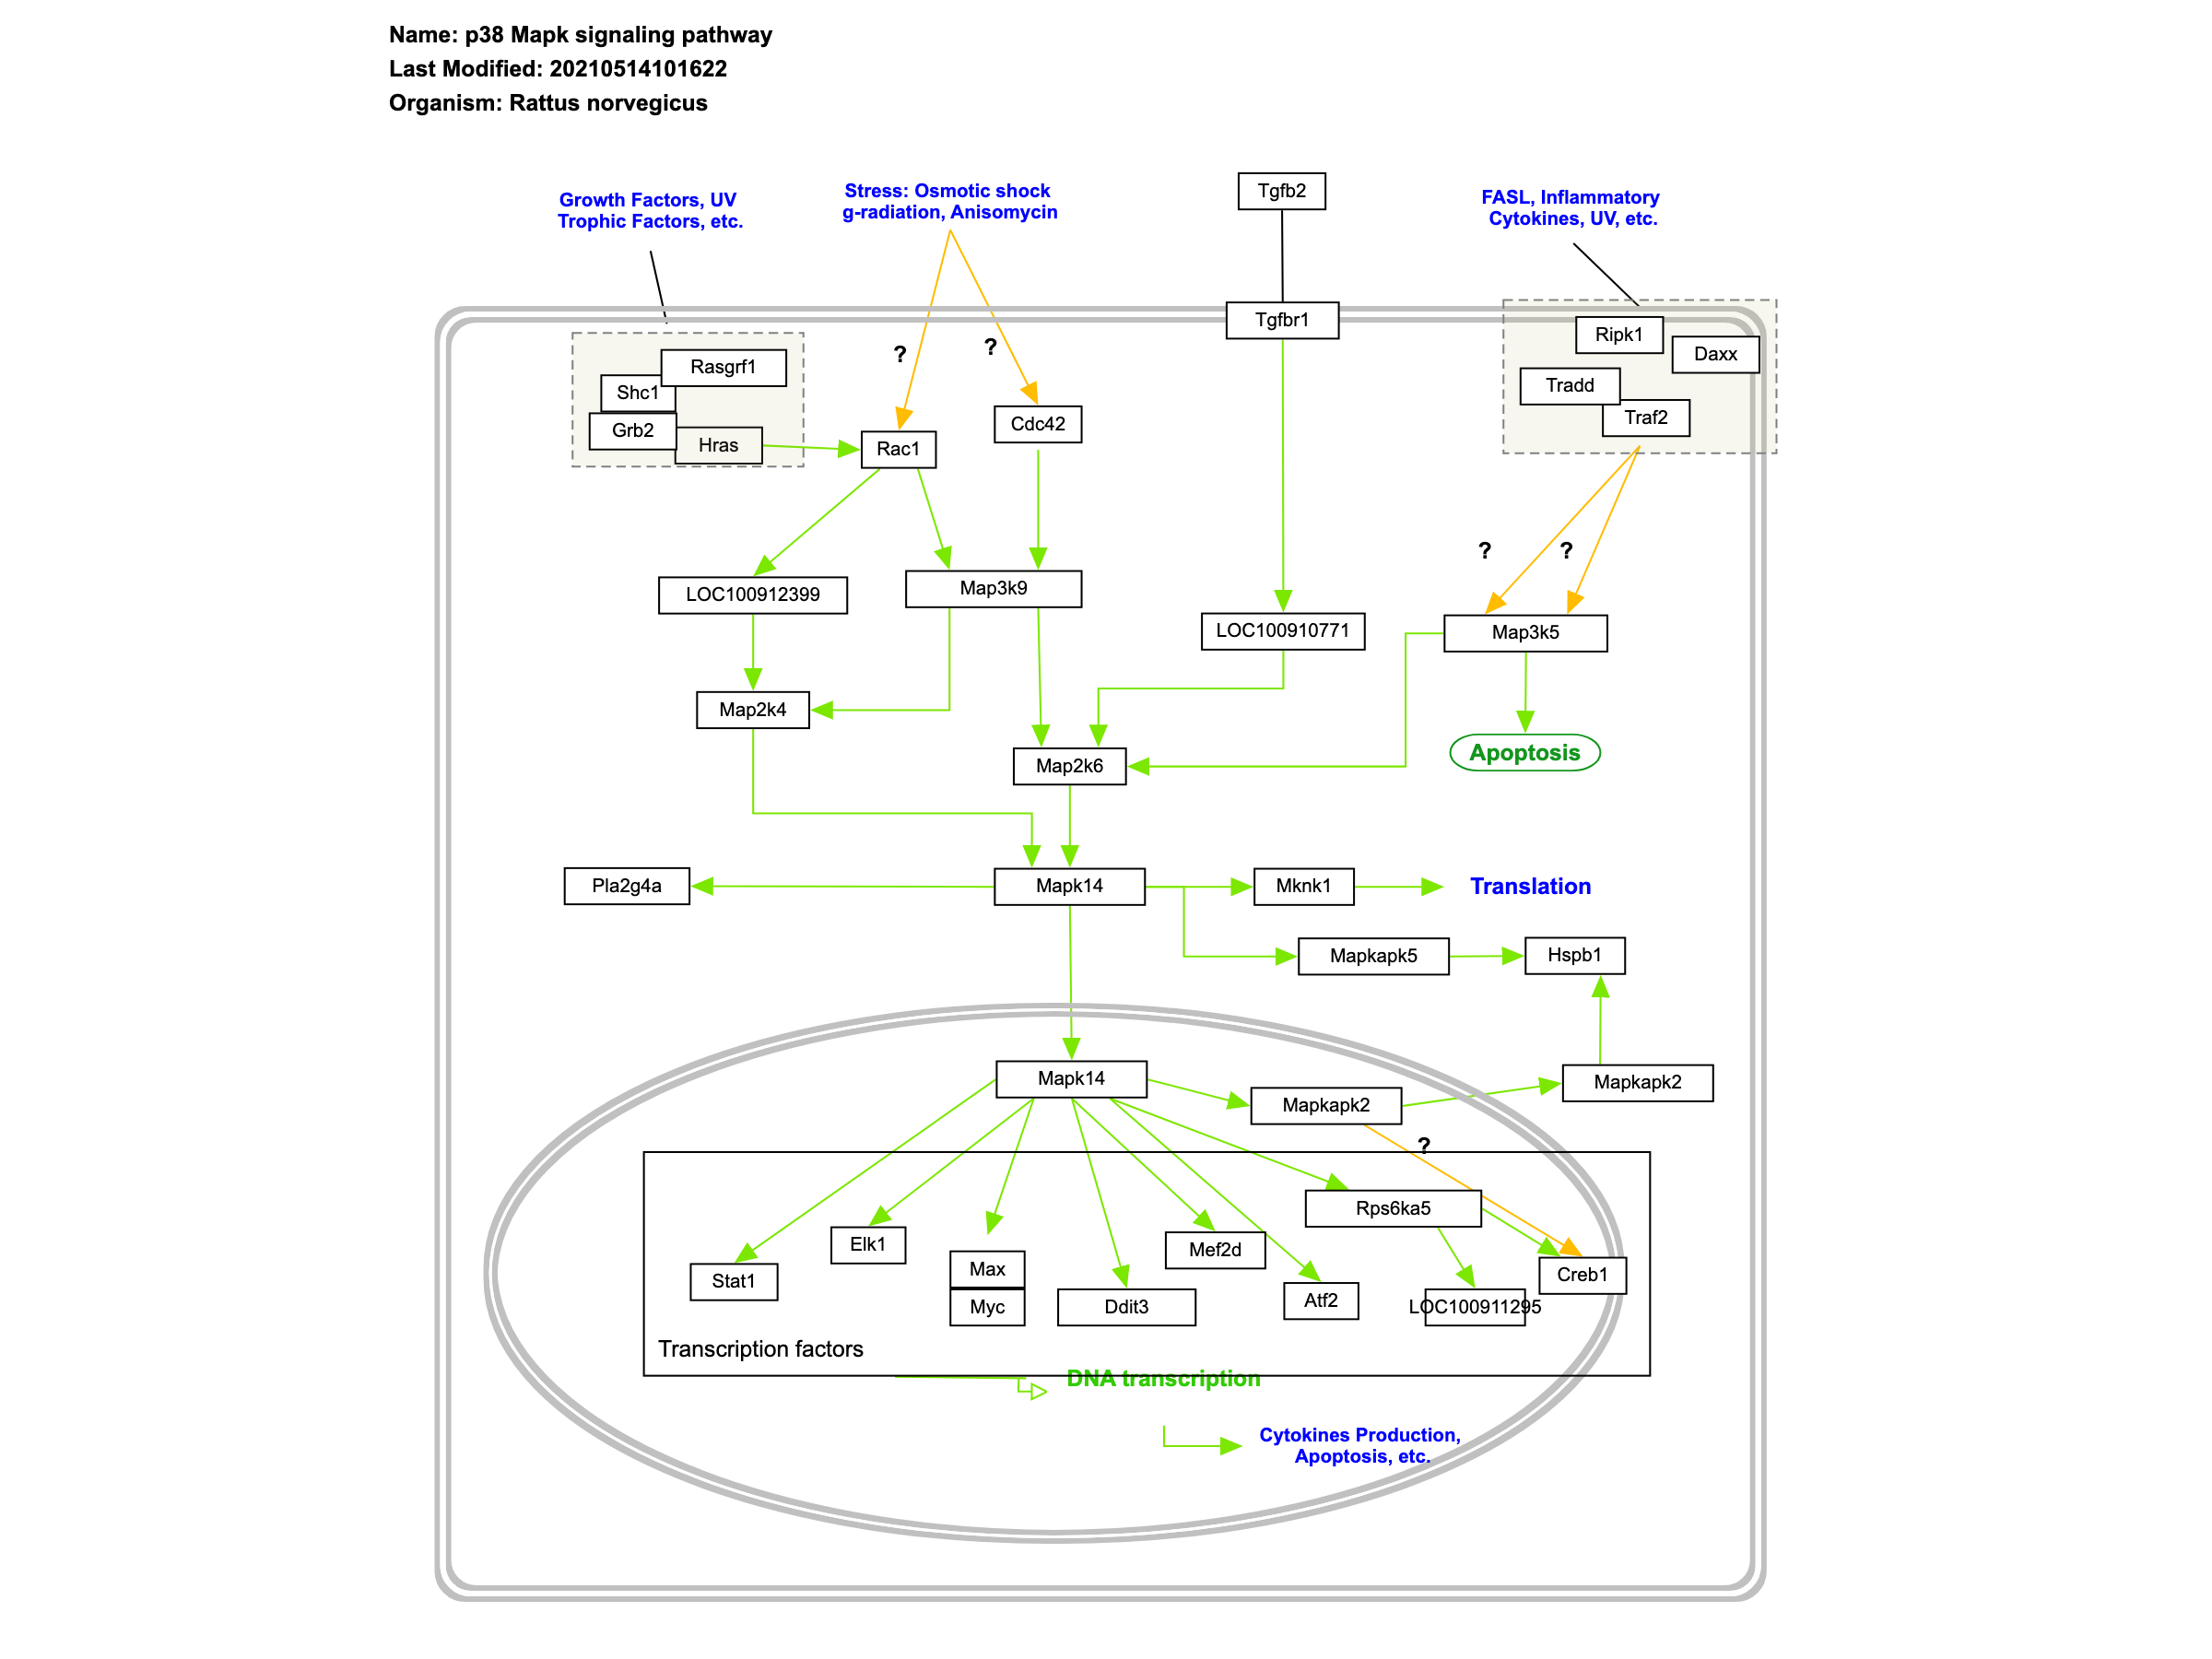 Name: p38 Mapk signaling pathway
Last Modified: 20210514101622
Organism: Rattus norvegicus
Growth Factors, UV
Trophic Factors, etc.
Stress: Osmotic shock
g-radiation, Anisomycin
Tgfb2
FASL, Inflammatory
Cytokines, UV, etc.
Tgfbr1
Ripk1
Daxx
Tradd
Traf2
Rasgrf1
Shc1
Grb2
Hras
?
?
Rac1
Cdc42
?
?
LOC100912399
Map3k9
LOC100910771
Map3k5
Map2k4
Map2k6
Apoptosis
Pla2g4a
Mapk14
Mknk1
Translation
Mapkapk5
Hspb1
Mapk14
Mapkapk2
Mapkapk2
?
Rps6ka5
Elk1
Mef2d
Stat1
Max
Myc
Ddit3
Atf2
Creb1
LOC100911295
Transcription factors
DNA transcription
Cytokines Production,
Apoptosis, etc.